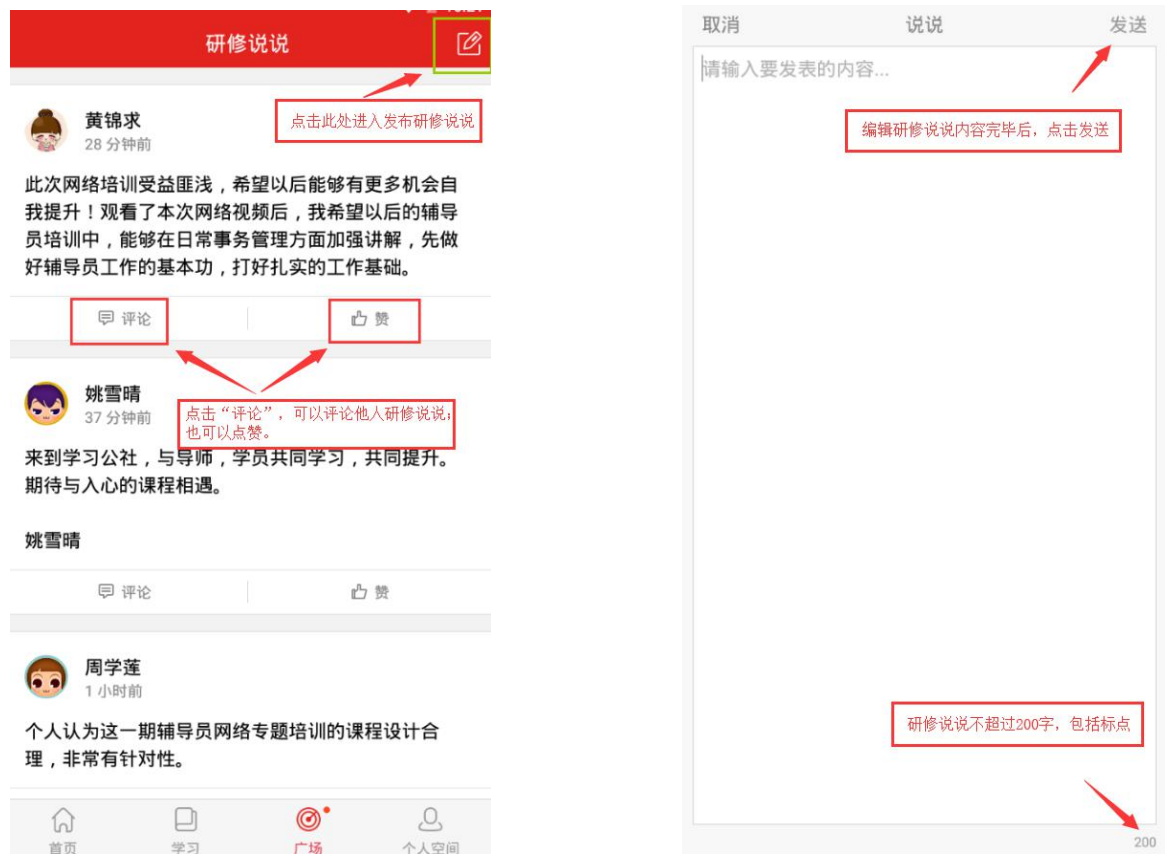 研修说说
点击此处进入发布研修说说
黄锦求
28 分钟前
此次网络培训受益匪浅，希望以后能够有更多机会自
我提升！观看了本次网络视频后，我希望以后的辅导
员培训中，能够在日常事务管理方面加强讲解，先做
好辅导员工作的基本功，打好扎实的工作基础。
评论
赞
姚雪晴
37 分钟前
点击“评论”，可以评论他人研修说说；
也可以点赞。
来到学习公社，与导师，学员共同学习，共同提升。
期待与入心的课程相遇。
姚雪晴
评论
赞
周学莲
1 小时前
个人认为这一期辅导员网络专题培训的课程设计合
理，非常有针对性。
首页
学习
广场
个人空间
取消
说说
发送
请输入要发表的内容...
编辑研修说说内容完毕后，点击发送
研修说说不超过200字，包括标点
200